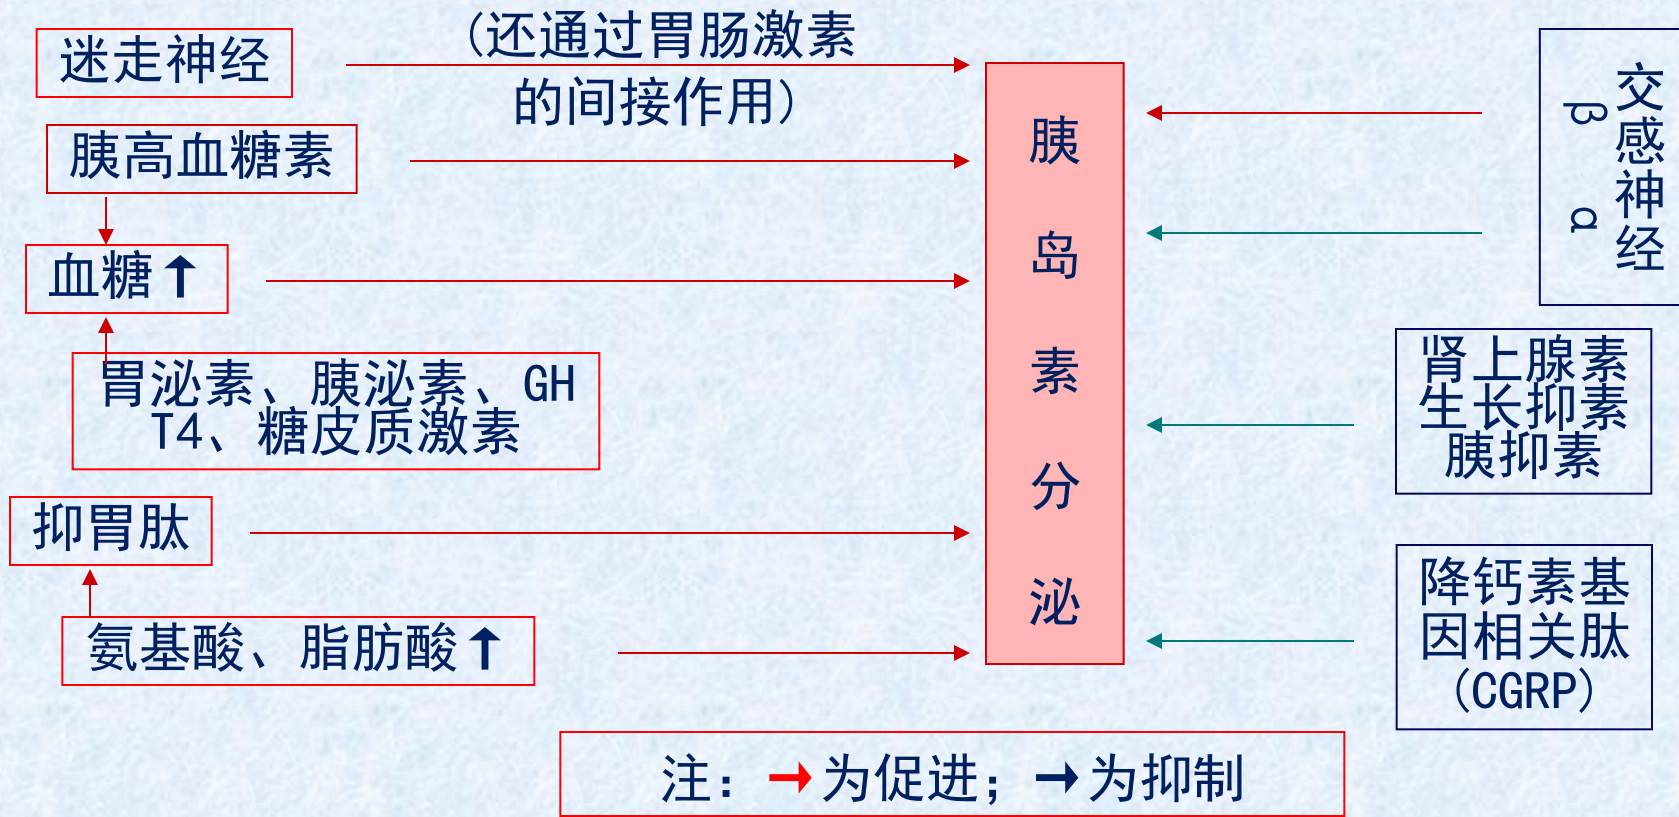 迷走神经
(还通过胃肠激素
的间接作用)
胰高血糖素
血糖↑
胃泌素、胰泌素、GH
T4、糖皮质激素
抑胃肽
氨基酸、脂肪酸↑
胰岛素分泌
交感神经
β α
肾上腺素
生长抑素
胰抑素
降钙素基
因相关肽
(CGRP)
注:→为促进;→为抑制